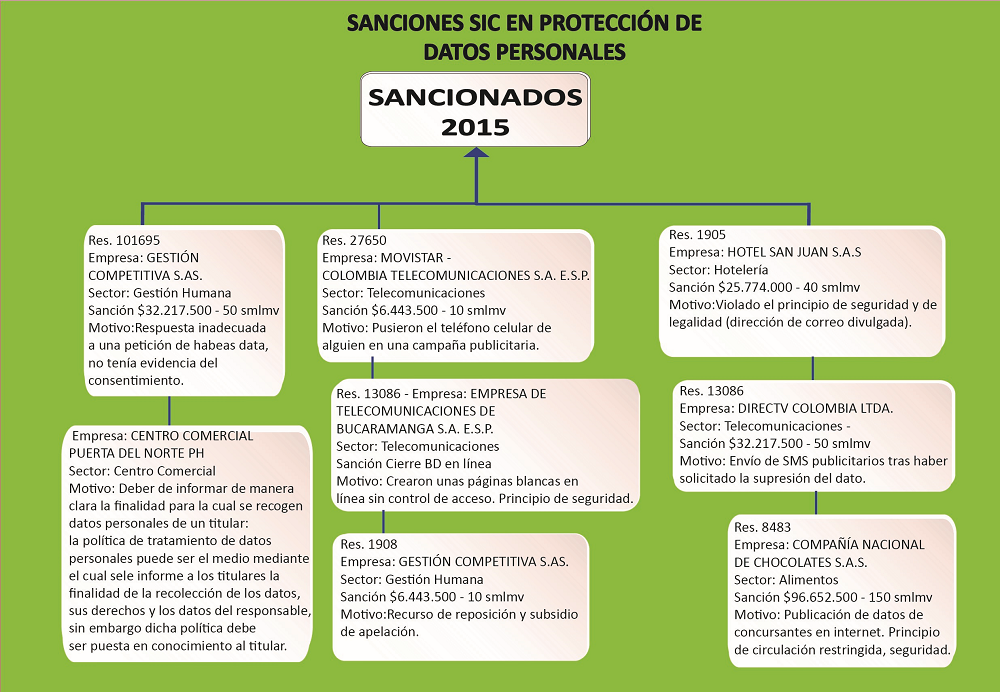 SANCIONES SIC EN PROTECCIÓN DE
DATOS PERSONALES
SANCIONADOS
2015
Res. 101695
Empresa: GESTIÓN
COMPETITIVA S.AS.
Sector: Gestión Humana
Sanción $32.217.500 - 50 smlmv
Motivo:Respuesta inadecuada
a una petición de habeas data,
no tenía evidencia del
consentimiento.
Empresa: CENTRO COMERCIAL
PUERTA DEL NORTE PH
Sector: Centro Comercial
Motivo: Deber de informar de manera
clara la finalidad para la cual se recogen
datos personales de un titular:
la política de tratamiento de datos
personales puede ser el medio mediante
el cual sele informe a los titulares la
finalidad de la recolección de los datos,
sus derechos y los datos del responsable,
sin embargo dicha política debe
ser puesta en conocimiento al titular.
Res. 27650
Empresa: MOVISTAR -
COLOMBIA TELECOMUNICACIONES S.A. E.S.P.
Sector: Telecomunicaciones
Sanción $6.443.500 - 10 smlmv
Motivo: Pusieron el teléfono celular de
alguien en una campaña publicitaria.
Res. 13086 - Empresa: EMPRESA DE
TELECOMUNICACIONES DE
BUCARAMANGA S.A. E.S.P.
Sector: Telecomunicaciones
Sanción Cierre BD en línea
Motivo: Crearon unas páginas blancas en
línea sin control de acceso. Principio de seguridad.
Res. 1908
Empresa: GESTIÓN COMPETITIVA S.AS.
Sector: Gestión Humana
Sanción $6.443.500 - 10 smlmv
Motivo:Recurso de reposición y subsidio
de apelación.
Res. 1905
Empresa: HOTEL SAN JUAN S.A.S
Sector: Hotelería
Sanción $25.774.000 - 40 smlmv
Motivo:Violado el principio de seguridad y de
legalidad (dirección de correo divulgada).
Res. 13086
Empresa: DIRECTV COLOMBIA LTDA.
Sector: Telecomunicaciones -
Sanción $32.217.500 - 50 smlmv
Motivo: Envío de SMS publicitarios tras haber
solicitado la supresión del dato.
Res. 8483
Empresa: COMPAÑÍA NACIONAL
DE CHOCOLATES S.A.S.
Sector: Alimentos
Sanción $96.652.500 - 150 smlmv
Motivo: Publicación de datos de
concursantes en internet. Principio
de circulación restringida, seguridad.